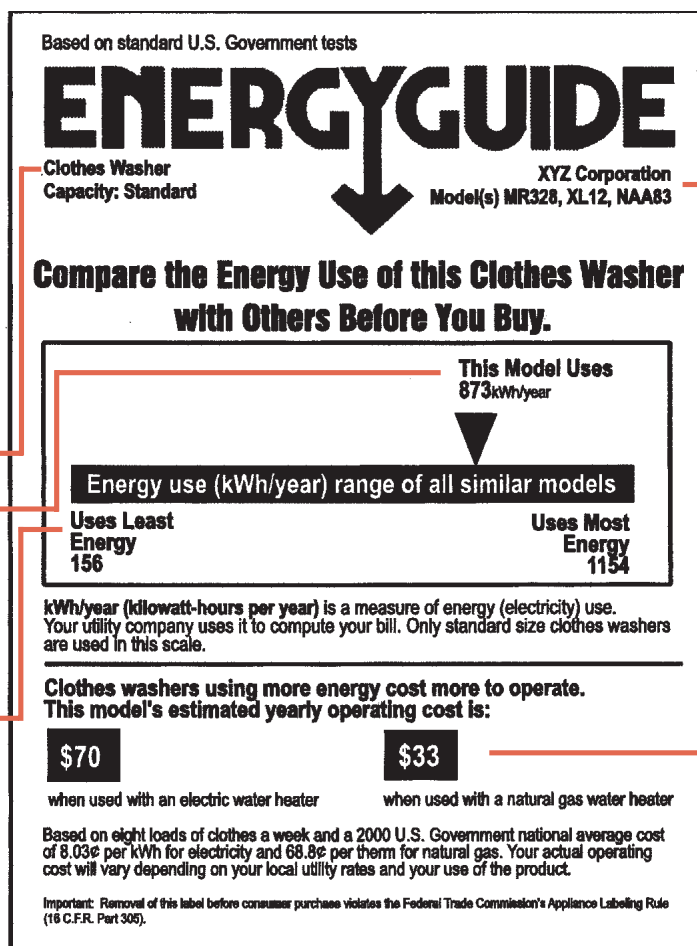 Based on standard U.S. Government tests
ENERGYGUIDE
Clothes Washer
Capacity: Standard
XYZ Corporation
Model(s) MR328, XL12, NAA83
Compare the Energy Use of this Clothes Washer
with Others Before You Buy.
This Model Uses
873kWh/year
Energy use (kWh/year) range of all similar models
Uses Least
Energy
156
Uses Most
Energy
1154
kWh/year (kilowatt-hours per year) is a measure of energy (electricity) use.
Your utility company uses it to compute your bill. Only standard size clothes washers
are used in this scale.
Clothes washers using more energy cost more to operate.
This model's estimated yearly operating cost is:
$70
when used with an electric water heater
$33
when used with a natural gas water heater
Based on eight loads of clothes a week and a 2000 U.S. Government national average cost
of 8.03¢ per kWh for electricity and 68.8¢ per therm for natural gas. Your actual operating
cost will vary depending on your local utility rates and your use of the product.
Important: Removal of this label before consumer purchase violates the Federal Trade Commission's Appliance Labeling Rule
(16 C.F.R. Part 305).